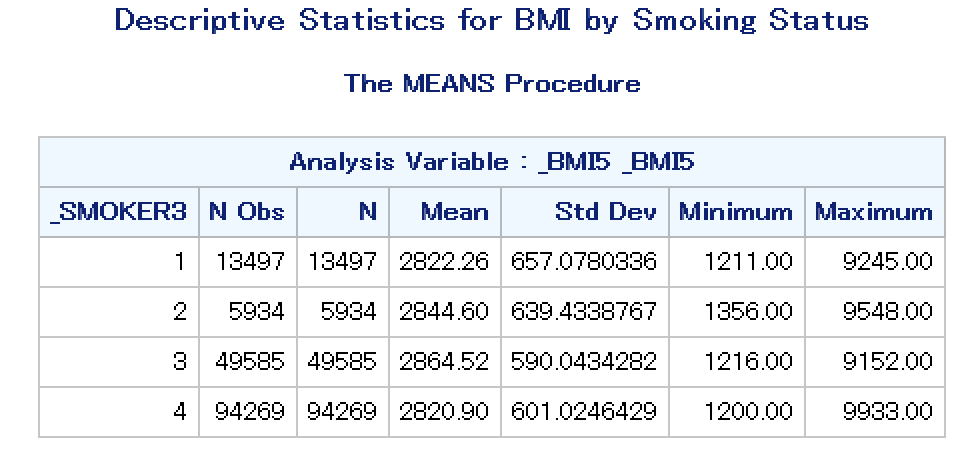 Descriptive Statistics for BMI by Smoking Status
The MEANS Procedure
Analysis Variable : _BMI5 _BMI5
_SMOKER3 N Obs N Mean Std Dev Minimum Maximum
1 13497 13497 2822.26 657.0780336 1211.00 9245.00
2 5934 5934 2844.60 639.4338767 1356.00 9548.00
3 49585 49585 2864.52 590.0434282 1216.00 9152.00
4 94269 94269 2820.90 601.0246429 1200.00 9933.00